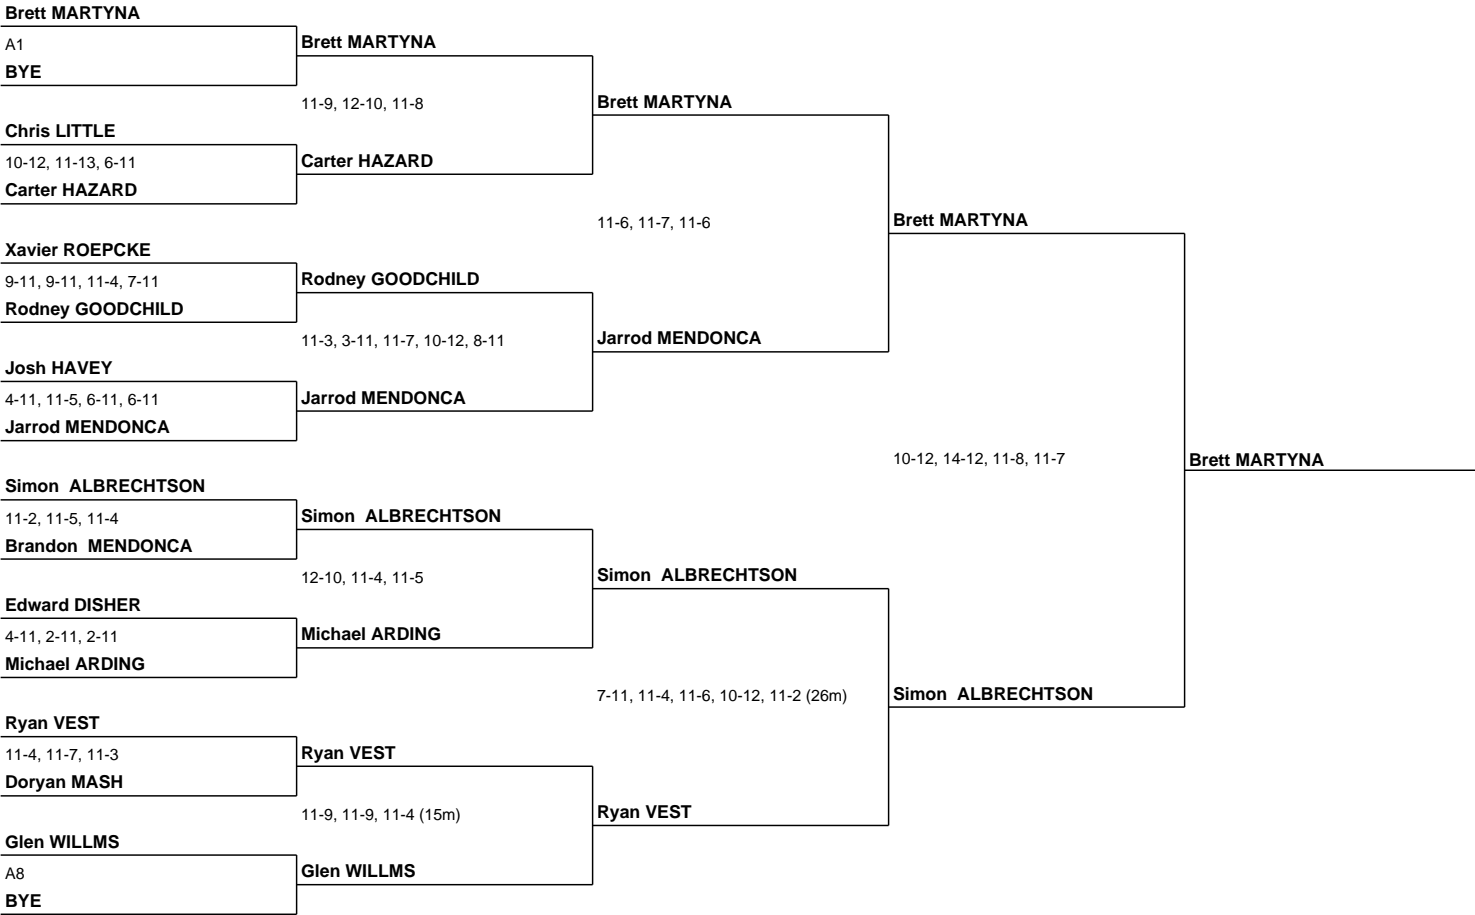 Brett MARTYNA
A1
BYE
Chris LITTLE
10-12, 11-13, 6-11
Carter HAZARD
Xavier ROEPCKE
9-11, 9-11, 11-4, 7-11
Rodney GOODCHILD
Josh HAVEY
4-11, 11-5, 6-11, 6-11
Jarrod MENDONCA
Simon  ALBRECHTSON
11-2, 11-5, 11-4
Brandon  MENDONCA
Edward DISHER
4-11, 2-11, 2-11
Michael ARDING
Ryan VEST
11-4, 11-7, 11-3
Doryan MASH
Glen WILLMS
A8
BYE
Brett MARTYNA
11-9, 12-10, 11-8
Carter HAZARD
Rodney GOODCHILD
11-3, 3-11, 11-7, 10-12, 8-11
Jarrod MENDONCA
Simon  ALBRECHTSON
12-10, 11-4, 11-5
Michael ARDING
Ryan VEST
11-9, 11-9, 11-4 (15m)
Glen WILLMS
Brett MARTYNA
11-6, 11-7, 11-6
Jarrod MENDONCA
Simon  ALBRECHTSON
7-11, 11-4, 11-6, 10-12, 11-2 (26m)
Ryan VEST
Brett MARTYNA
10-12, 14-12, 11-8, 11-7
Simon  ALBRECHTSON
Brett MARTYNA